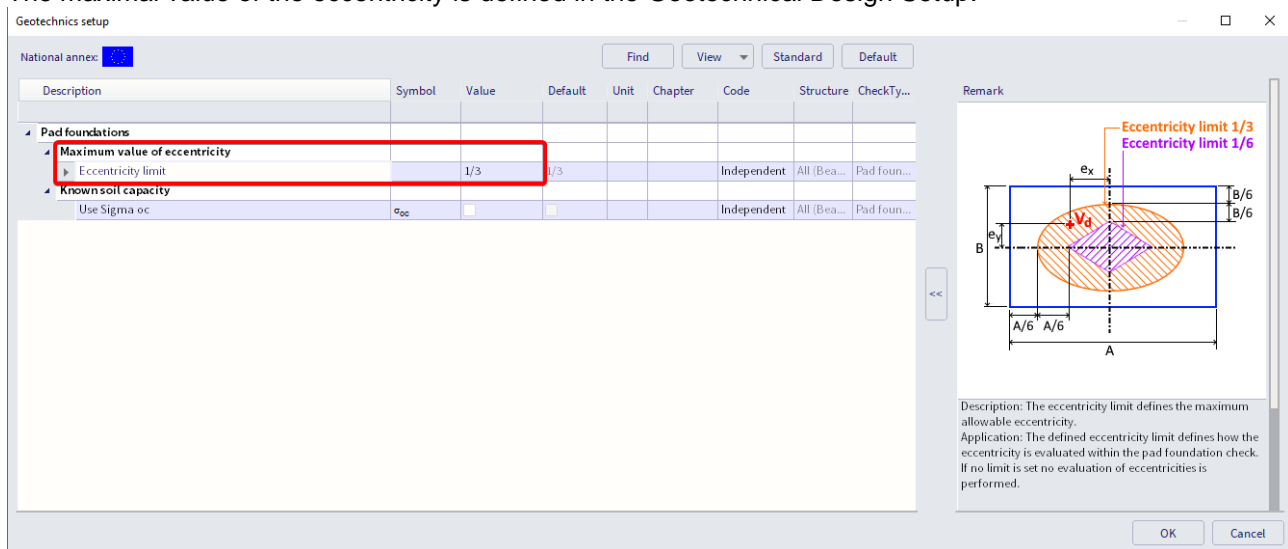 The maximal value of the eccentricity is defined in the Geotechnical Design Setup.
Geotechnics setup
National annex:
Find View Standard Default
Description Symbol Value Default Unit Chapter Code Structure CheckTy...
Pad foundations
Maximum value of eccentricity
Eccentricity limit 1/3 1/3 Independent All (Bea... Pad foun...
Known soil capacity
Use Sigma oc σoc Independent All (Bea... Pad foun...
<<
Remark
Eccentricity limit 1/3
Eccentricity limit 1/6
ex
B/6
B/6
Vd
ey
B
A/6 A/6
A
Description: The eccentricity limit defines the maximum
allowable eccentricity.
Application: The defined eccentricity limit defines how the
eccentricity is evaluated within the pad foundation check.
If no limit is set no evaluation of eccentricities is
performed.
OK Cancel